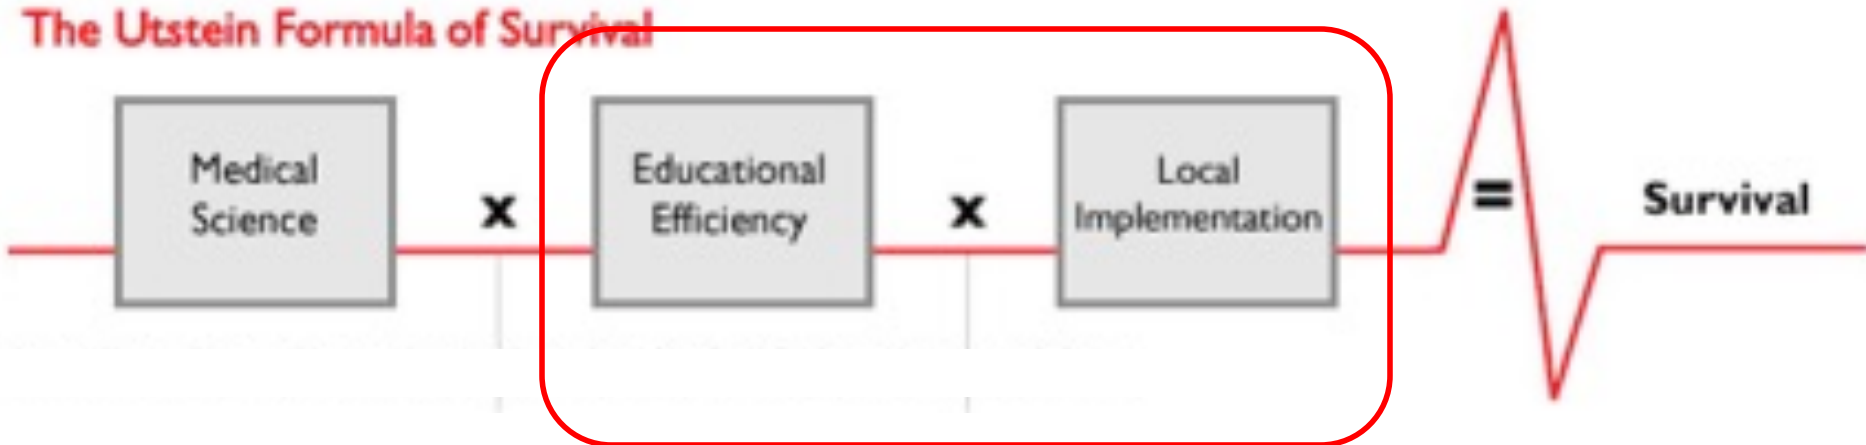 The Utstein Formula of Survival
Medical
Science
x
Educational
Efficiency
x
Local
Implementation
=
Survival